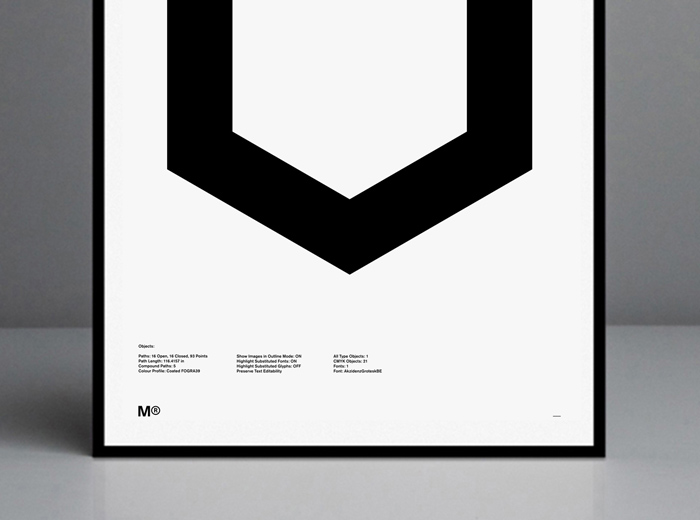 Objects:
Paths: 16 Open, 16 Closed, 93 Points
Path Length: 116.4157 in
Compound Paths: 5
Colour Profile: Coated FOGRA39
Show Images in Outline Mode: ON
Highlight Substituted Fonts: ON
Highlight Substituted Glyphs: OFF
Preserve Text Editability
All Type Objects: 1
CMYK Objects: 21
Fonts: 1
Font: AkzidenzGroteskBE
M®